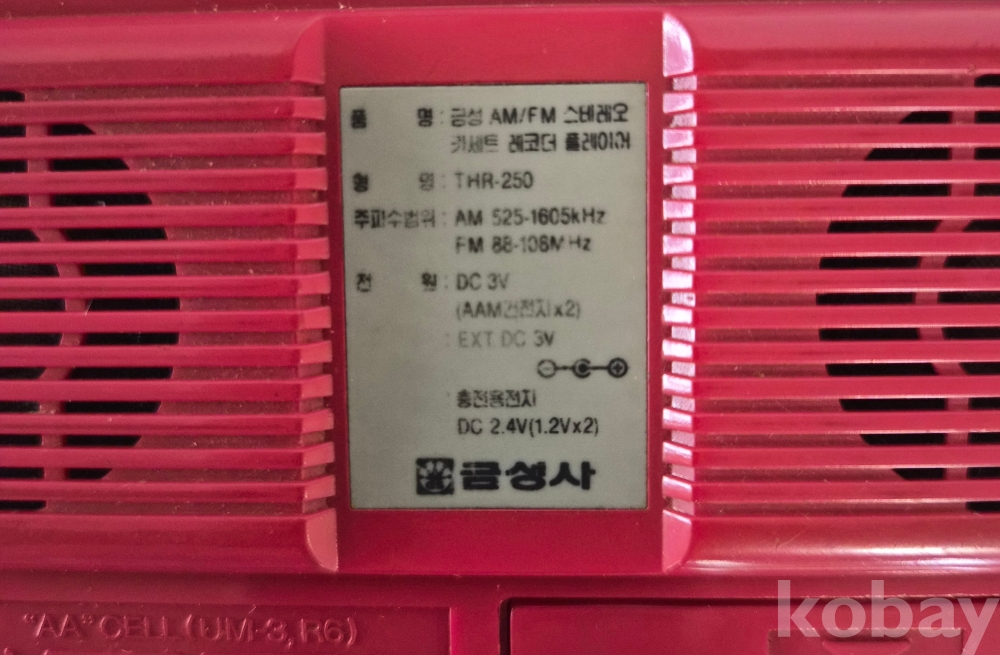 품 명 : 금성 AM/FM 스테레오
카세트 레코더 플레이어
형 명 : THR-250
주파수범위 : AM 525-1605kHz
FM 88-108MHz
전 원 : DC 3V
(AAM건전지x2)
: EXT. DC 3V
: 충전용전지
DC 2.4V(1.2Vx2)
금성사
"AA" CELL (UM-3, R6)
kobay